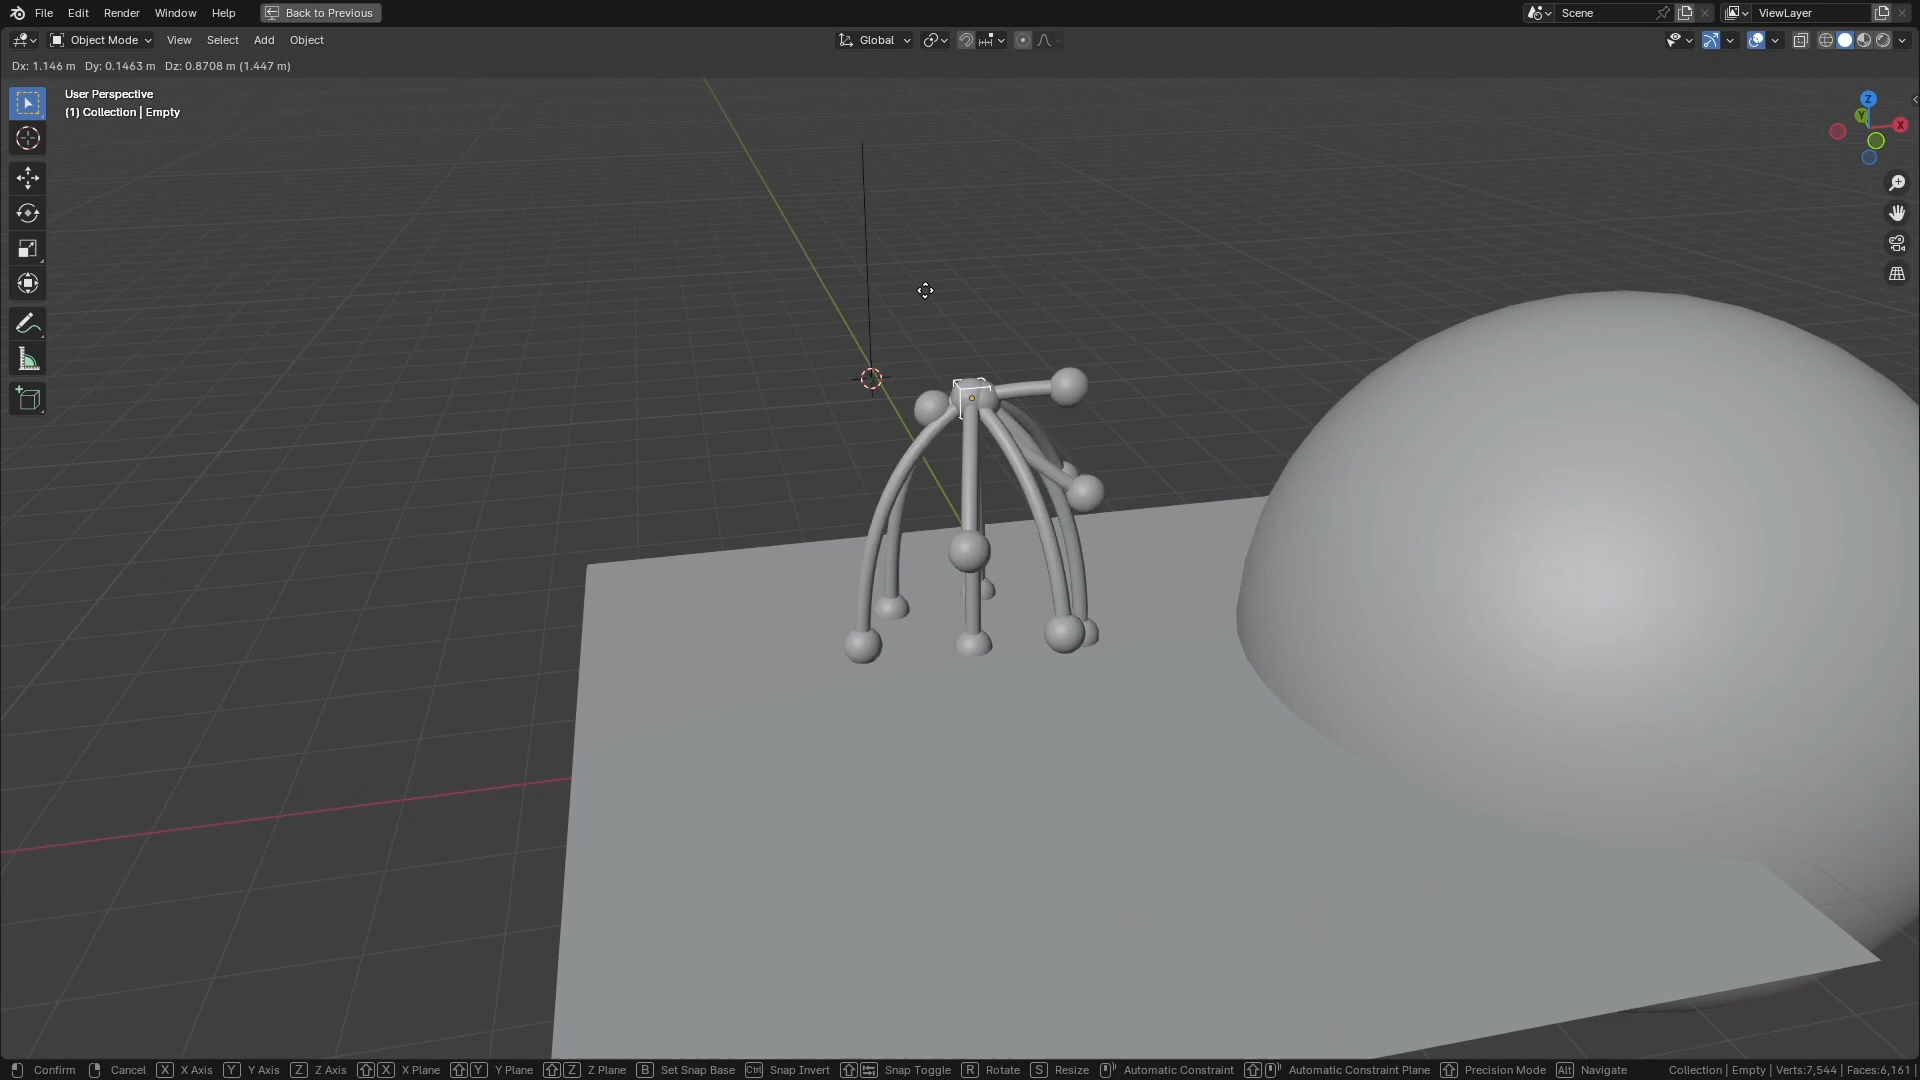 File Edit Render Window Help Back to Previous Scene ViewLayer
Object Mode View Select Add Object Global
Dx: 1.146 m Dy: 0.1463 m Dz: 0.8708 m (1.447 m)
User Perspective
(1) Collection | Empty
Z
Y
X
Confirm Cancel X X Axis Y Y Axis Z Z Axis X X Plane Y Y Plane Z Z Plane B Set Snap Base Ctrl Snap Invert Snap Toggle R Rotate S Resize Automatic Constraint Automatic Constraint Plane Precision Mode Alt Navigate Collection | Empty | Verts:7,544 | Faces:6,161 |